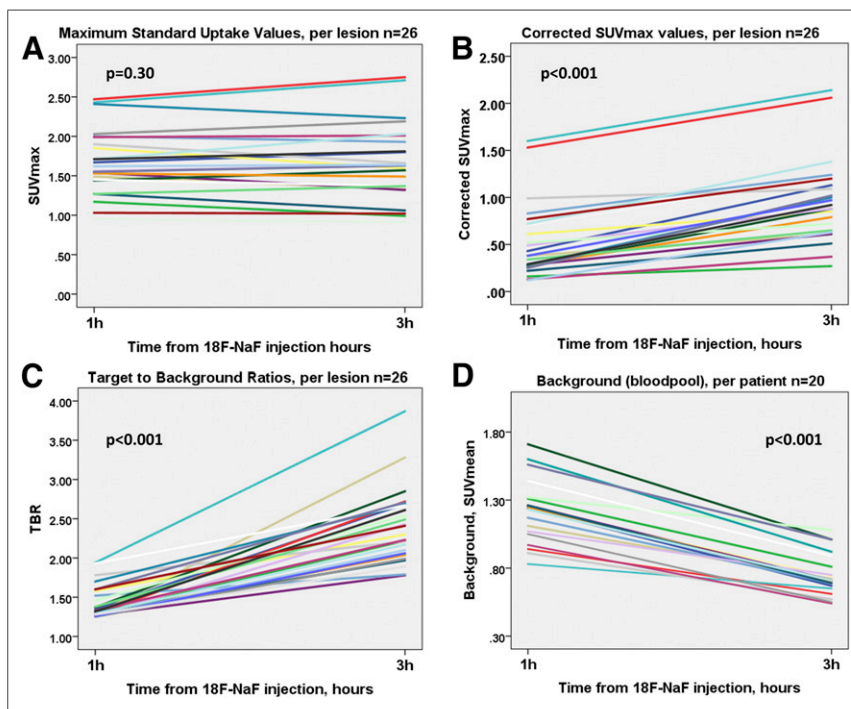 A
Maximum Standard Uptake Values, per lesion n=26
p=0.30
SUVmax
3.00
2.50
2.00
1.50
1.00
.50
.00
1h
3h
Time from 18F-NaF injection hours
B
Corrected SUVmax values, per lesion n=26
p<0.001
Corrected SUVmax
2.50
2.00
1.50
1.00
.50
.00
1h
3h
Time from 18F-NaF injection, hours
C
Target to Background Ratios, per lesion n=26
p<0.001
TBR
4.00
3.50
3.00
2.50
2.00
1.50
1.00
1h
3h
Time from 18F-NaF injection, hours
D
Background (bloodpool), per patient n=20
p<0.001
Background, SUVmean
1.80
1.30
.80
.30
1h
3h
Time from 18F-NaF injection, hours